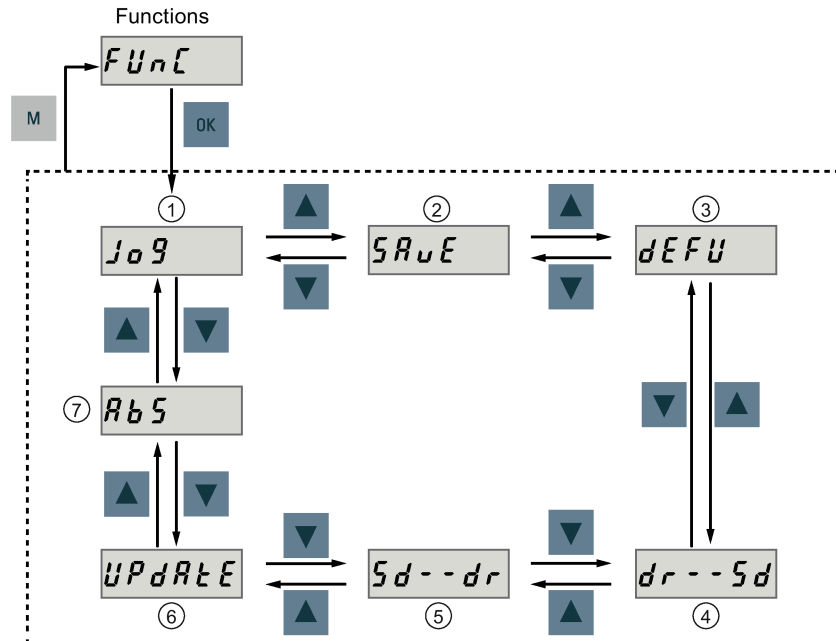 Functions
FUnC
M
OK
1
2
3
JoG
SAvE
dEFU
7
AbS
UPdAtE
Sd--dr
dr--Sd
6
5
4